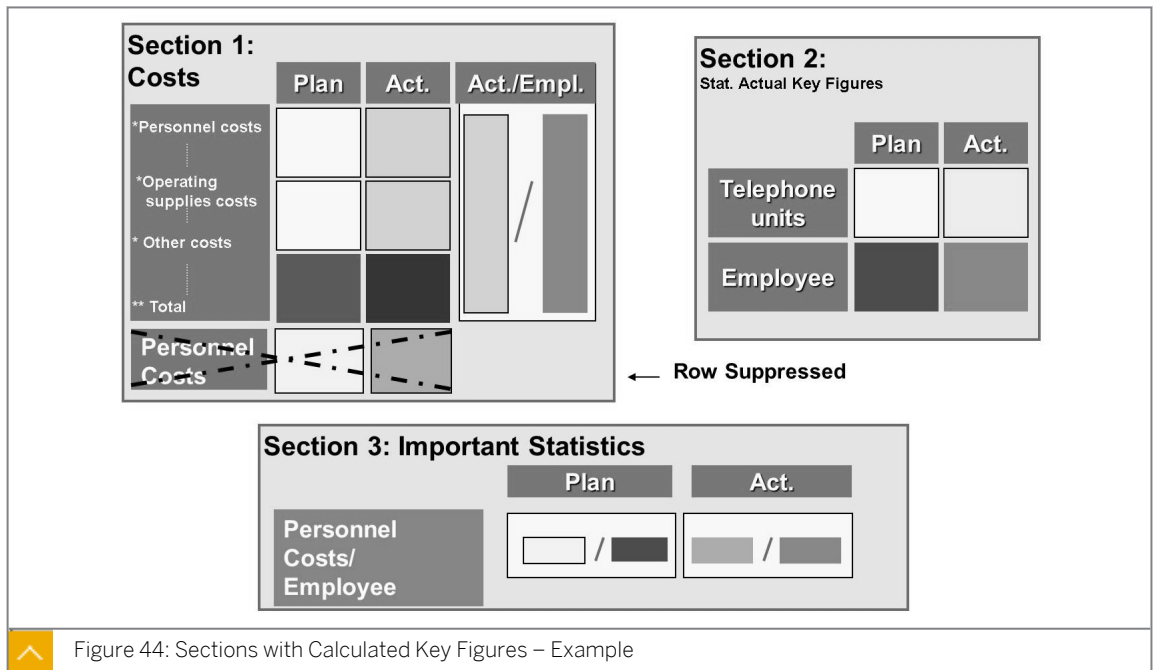 Section 1:
Costs
Plan
Act.
Act./Empl.
*Personnel costs
*Operating
supplies costs
* Other costs
** Total
/
Personnel
Costs
Row Suppressed
Section 2:
Stat. Actual Key Figures
Plan
Act.
Telephone
units
Employee
Section 3: Important Statistics
Plan
Act.
Personnel
Costs/
Employee
/
/
Figure 44: Sections with Calculated Key Figures – Example